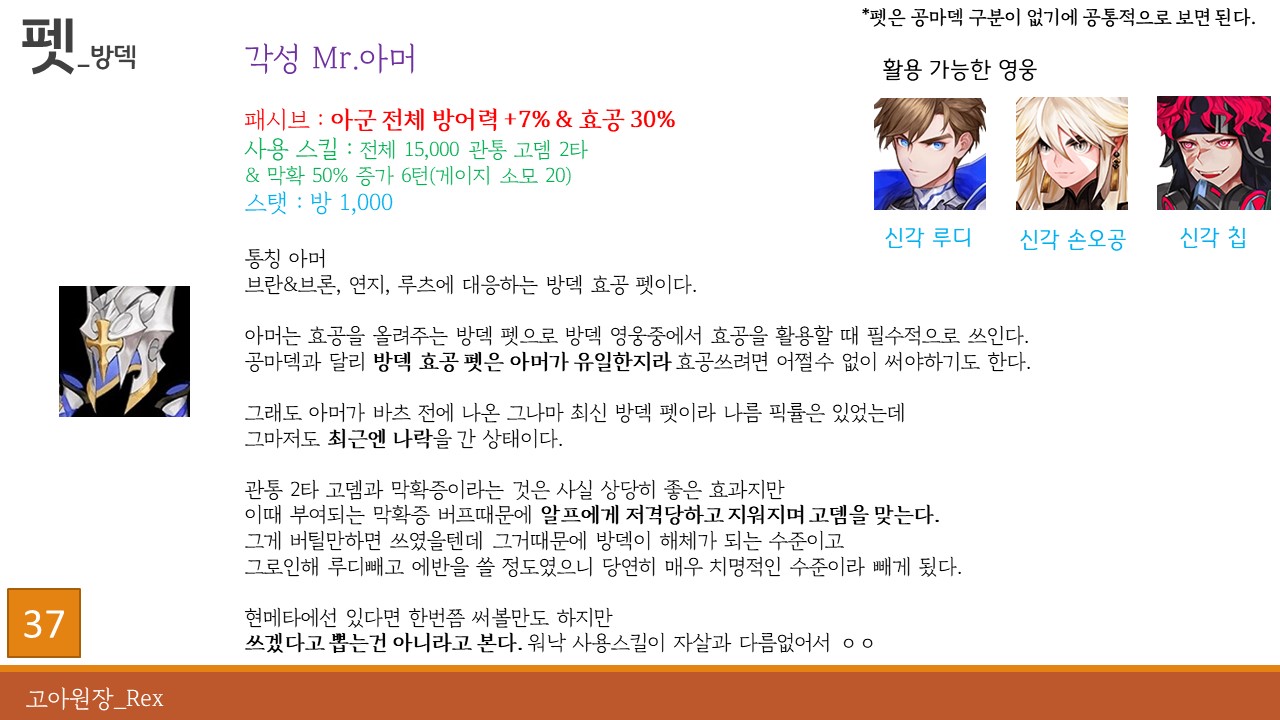 펫_방덱
*펫은 공마덱 구분이 없기에 공통적으로 보면 된다.
각성 Mr.아머
활용 가능한 영웅
패시브 : 아군 전체 방어력 +7% & 효공 30%
사용 스킬 : 전체 15,000 관통 고뎀 2타
& 막확 50% 증가 6턴(게이지 소모 20)
스탯 : 방 1,000
신각 루디
신각 손오공
신각 칩
통칭 아머
브란&브론, 연지, 루츠에 대응하는 방덱 효공 펫이다.
아머는 효공을 올려주는 방덱 펫으로 방덱 영웅중에서 효공을 활용할 때 필수적으로 쓰인다.
공마덱과 달리 방덱 효공 펫은 아머가 유일한지라 효공쓰려면 어쩔수 없이 써야하기도 한다.
그래도 아머가 바츠 전에 나온 그나마 최신 방덱 펫이라 나름 픽률은 있었는데
그마저도 최근엔 나락을 간 상태이다.
관통 2타 고뎀과 막확증이라는 것은 사실 상당히 좋은 효과지만
이때 부여되는 막확증 버프때문에 알프에게 저격당하고 지워지며 고뎀을 맞는다.
그게 버틸만하면 쓰였을텐데 그거때문에 방덱이 해체가 되는 수준이고
그로인해 루디빼고 에반을 쓸 정도였으니 당연히 매우 치명적인 수준이라 빼게 됬다.
현메타에선 있다면 한번쯤 써볼만도 하지만
쓰겠다고 뽑는건 아니라고 본다. 워낙 사용스킬이 자살과 다름없어서 ㅇㅇ
37
고아원장_Rex